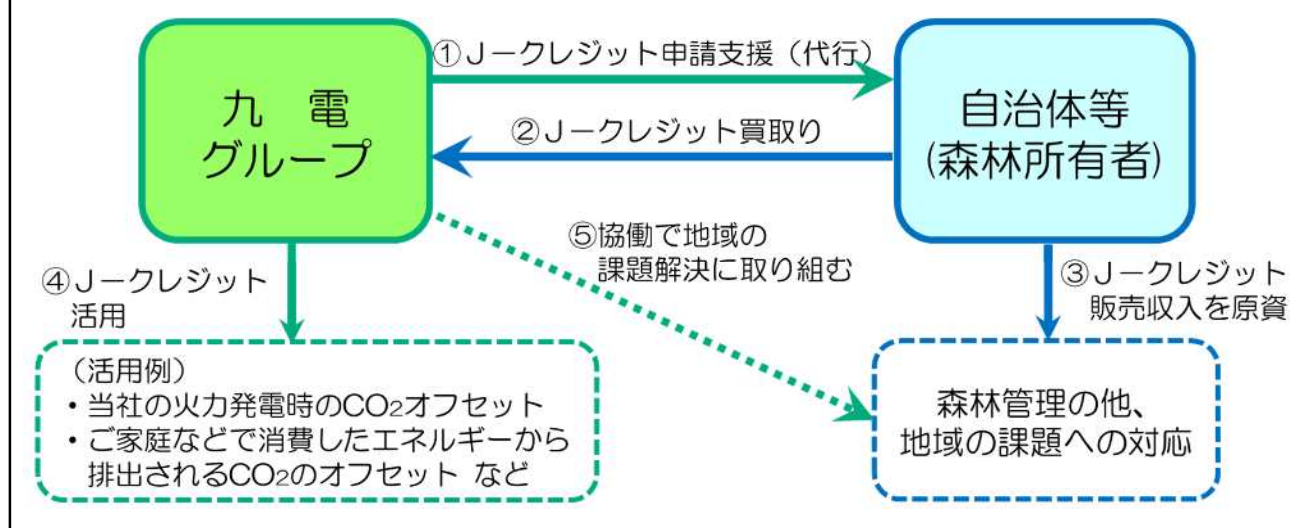 九　電
グループ
①Ｊークレジット申請支援（代行）
②Ｊークレジット買取り
自治体等
(森林所有者)
⑤協働で地域の
課題解決に取り組む
④Ｊークレジット
活用
③Ｊークレジット
販売収入を原資
（活用例）
・当社の火力発電時のCO₂オフセット
・ご家庭などで消費したエネルギーから
排出されるCO₂のオフセット など
森林管理の他、
地域の課題への対応